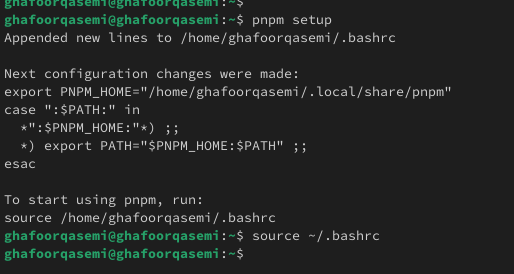 ghafoorqasemi@ghafoorqasemi:~$
ghafoorqasemi@ghafoorqasemi:~$ pnpm setup
Appended new lines to /home/ghafoorqasemi/.bashrc

Next configuration changes were made:
export PNPM_HOME="/home/ghafoorqasemi/.local/share/pnpm"
case ":$PATH:" in
  *":$PNPM_HOME:"*) ;;
  *) export PATH="$PNPM_HOME:$PATH" ;;
esac

To start using pnpm, run:
source /home/ghafoorqasemi/.bashrc
ghafoorqasemi@ghafoorqasemi:~$ source ~/.bashrc
ghafoorqasemi@ghafoorqasemi:~$